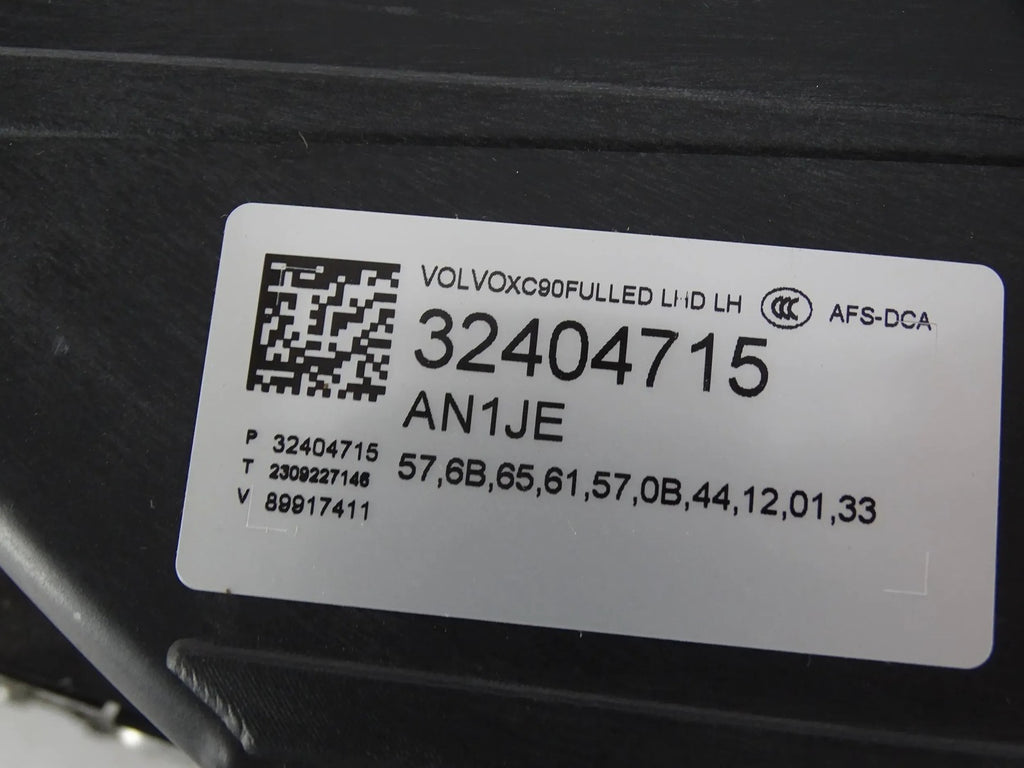 VOLVOXC90FULLED LHD LH CCC AFS-DCA
32404715
AN1JE
P 32404715
T 2309227146
V 89917411
57,6B,65,61,57,0B,44,12,01,33